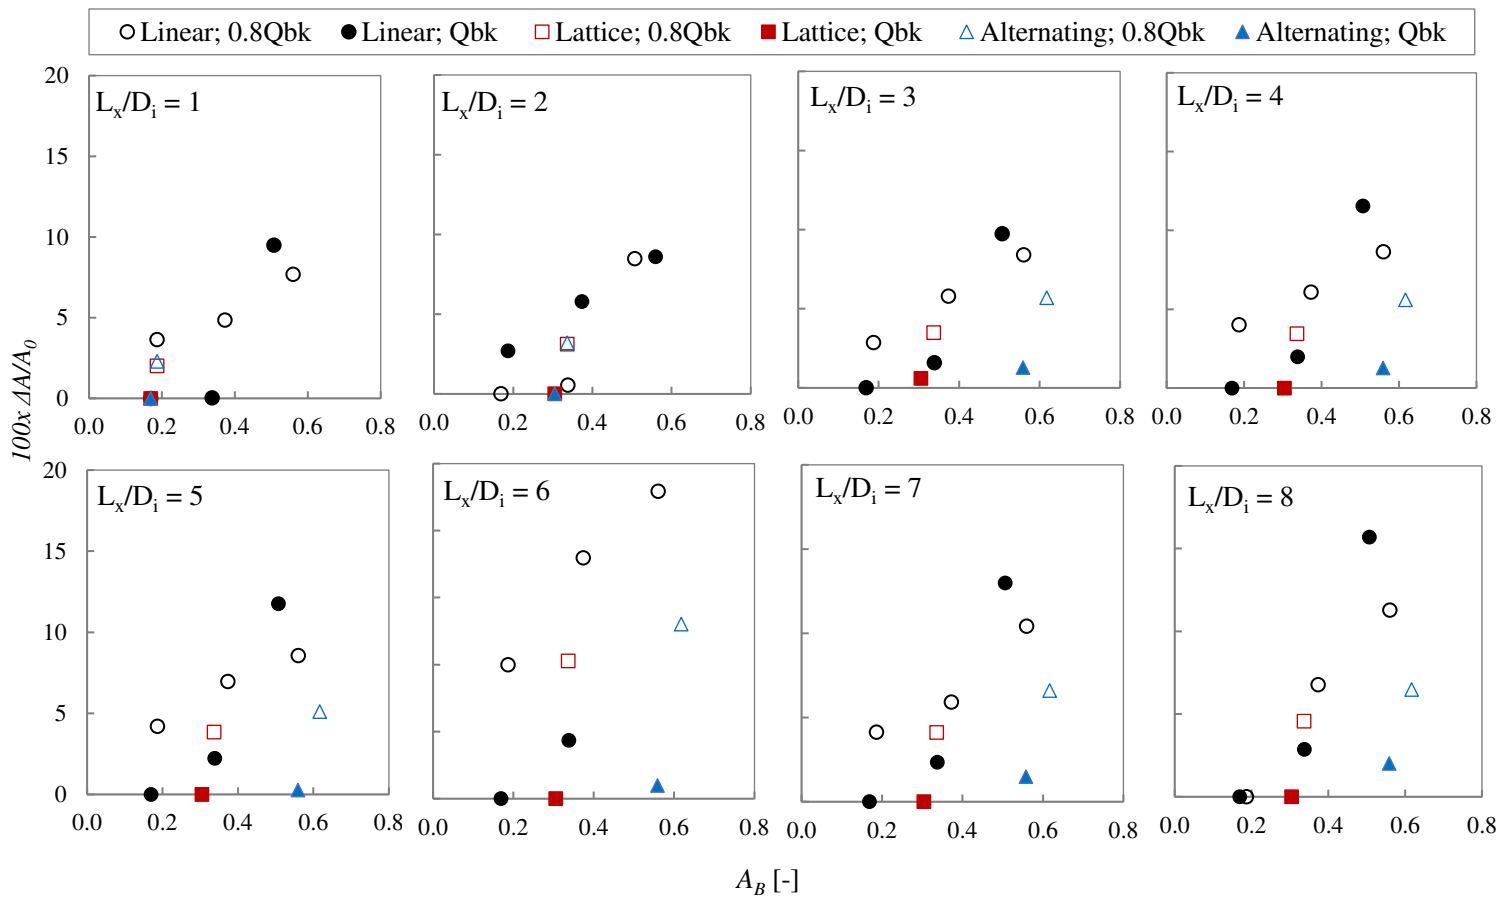 Linear; 0.8Qbk Linear; Qbk Lattice; 0.8Qbk Lattice; Qbk Alternating; 0.8Qbk Alternating; Qbk
20
15
10
5
0
Lx/Di = 1
Lx/Di = 2
Lx/Di = 3
Lx/Di = 4
0.0 0.2 0.4 0.6 0.8
0.0 0.2 0.4 0.6 0.8
0.0 0.2 0.4 0.6 0.8
0.0 0.2 0.4 0.6 0.8
100x ΔA/A0
20
15
10
5
0
Lx/Di = 5
Lx/Di = 6
Lx/Di = 7
Lx/Di = 8
0.0 0.2 0.4 0.6 0.8
0.0 0.2 0.4 0.6 0.8
0.0 0.2 0.4 0.6 0.8
0.0 0.2 0.4 0.6 0.8
AB [-]